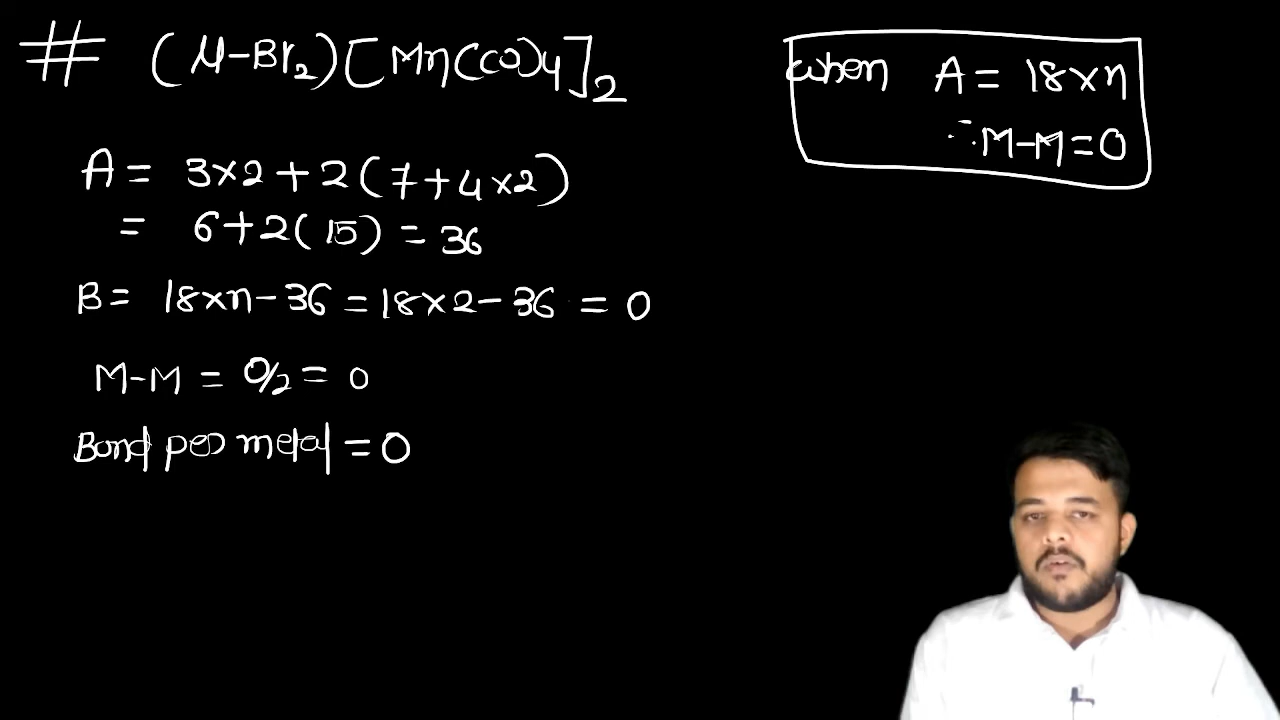 # (μ-Br₂)[Mn(CO)4]₂
when A = 18×n
∴ M-M = 0
A = 3×2 + 2(7+4×2)
= 6+2(15) = 36
B = 18×n - 36 = 18×2 - 36 = 0
M-M = 0/2 = 0
Bond per metal = 0